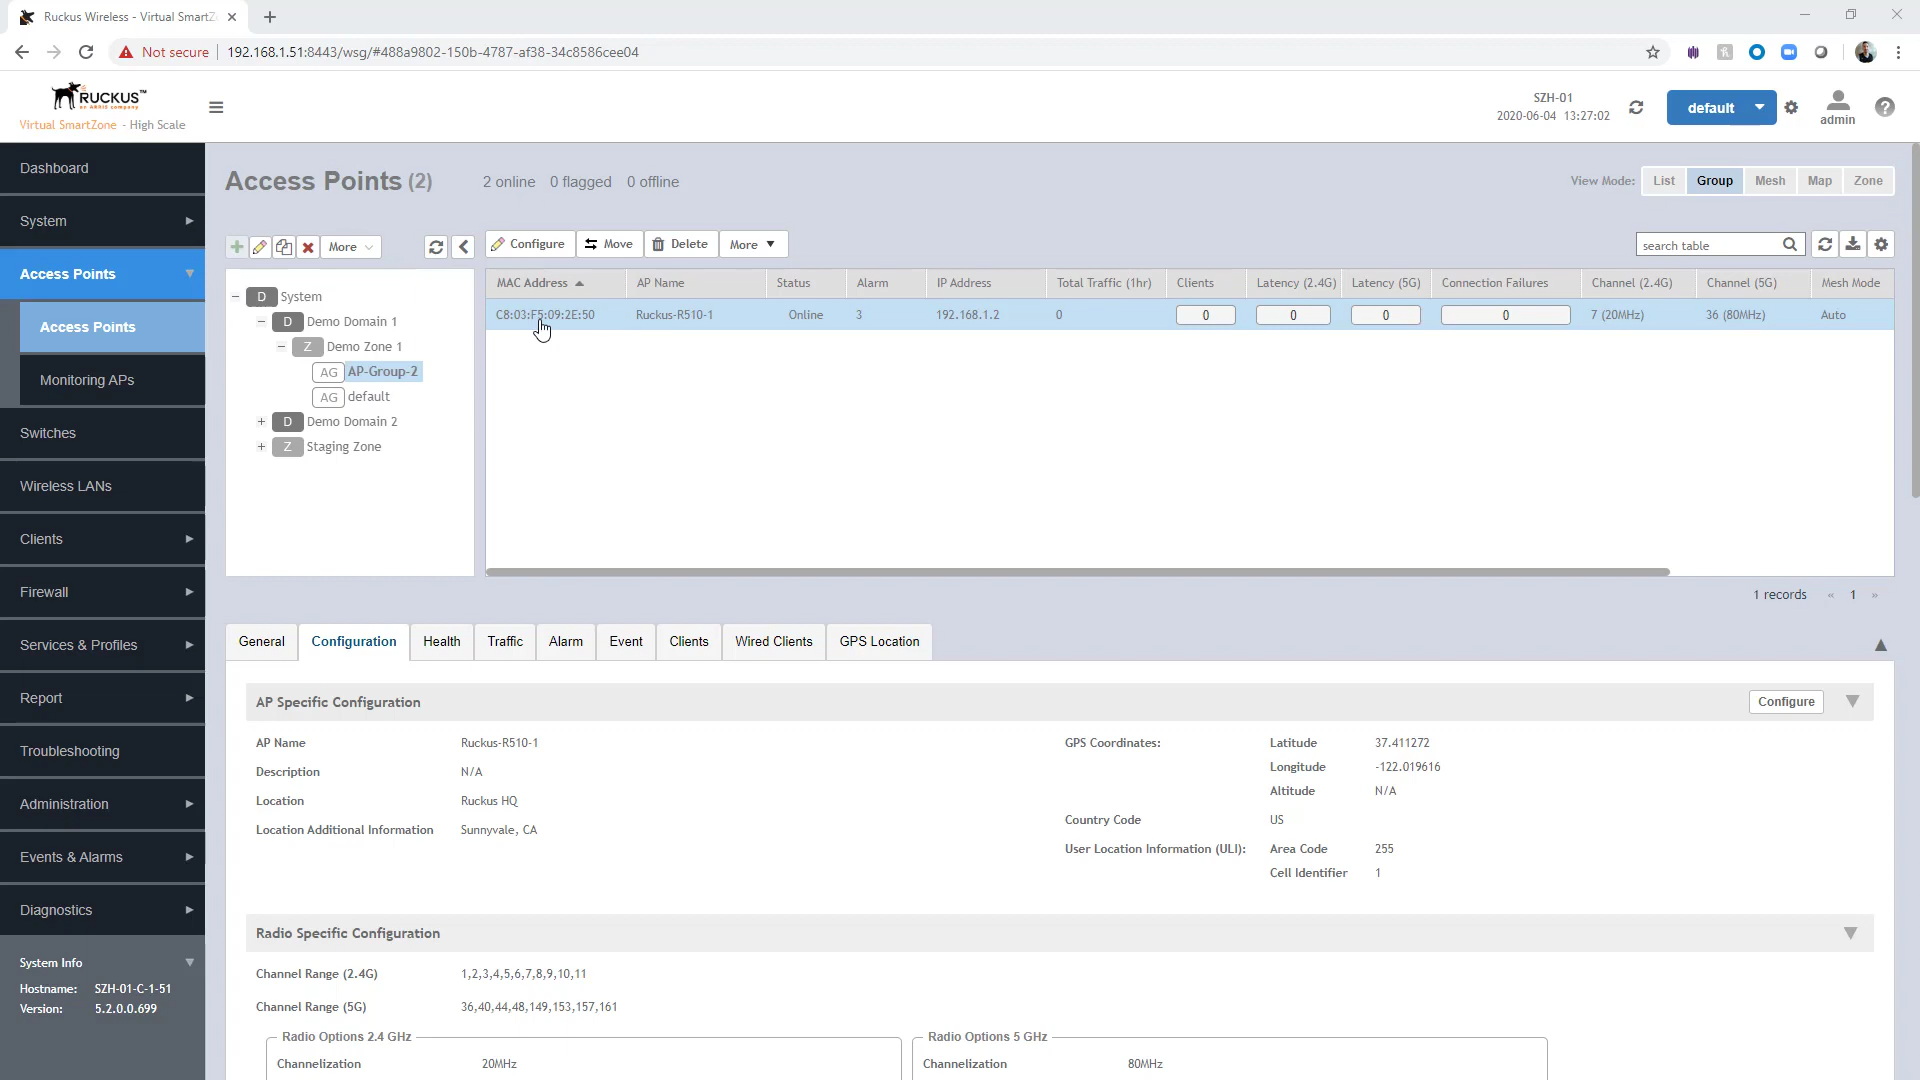 Ruckus Wireless - Virtual SmartZ
Not secure 192.168.1.51:8443/wsg/#488a9802-150b-4787-af38-34c8586cee04
RUCKUS™
an ARRIS company
Virtual SmartZone - High Scale
SZH-01
2020-06-04 13:27:02
default
admin
Dashboard
System
Access Points
Access Points
Monitoring APs
Switches
Wireless LANs
Clients
Firewall
Services & Profiles
Report
Troubleshooting
Administration
Events & Alarms
Diagnostics
System Info
Hostname: SZH-01-C-1-51
Version: 5.2.0.0.699
Access Points (2) 2 online 0 flagged 0 offline
View Mode: List Group Mesh Map Zone
More
Configure Move Delete More
search table
D System
D Demo Domain 1
Z Demo Zone 1
AG AP-Group-2
AG default
D Demo Domain 2
Z Staging Zone
MAC Address AP Name Status Alarm IP Address Total Traffic (1hr) Clients Latency (2.4G) Latency (5G) Connection Failures Channel (2.4G) Channel (5G) Mesh Mode
C8:03:F5:09:2E:50 Ruckus-R510-1 Online 3 192.168.1.2 0 0 0 0 0 7 (20MHz) 36 (80MHz) Auto
1 records « 1 »
General Configuration Health Traffic Alarm Event Clients Wired Clients GPS Location
AP Specific Configuration Configure
AP Name Ruckus-R510-1
Description N/A
Location Ruckus HQ
Location Additional Information Sunnyvale, CA
GPS Coordinates: Latitude 37.411272
Longitude -122.019616
Altitude N/A
Country Code US
User Location Information (ULI): Area Code 255
Cell Identifier 1
Radio Specific Configuration
Channel Range (2.4G) 1,2,3,4,5,6,7,8,9,10,11
Channel Range (5G) 36,40,44,48,149,153,157,161
Radio Options 2.4 GHz
Channelization 20MHz
Radio Options 5 GHz
Channelization 80MHz